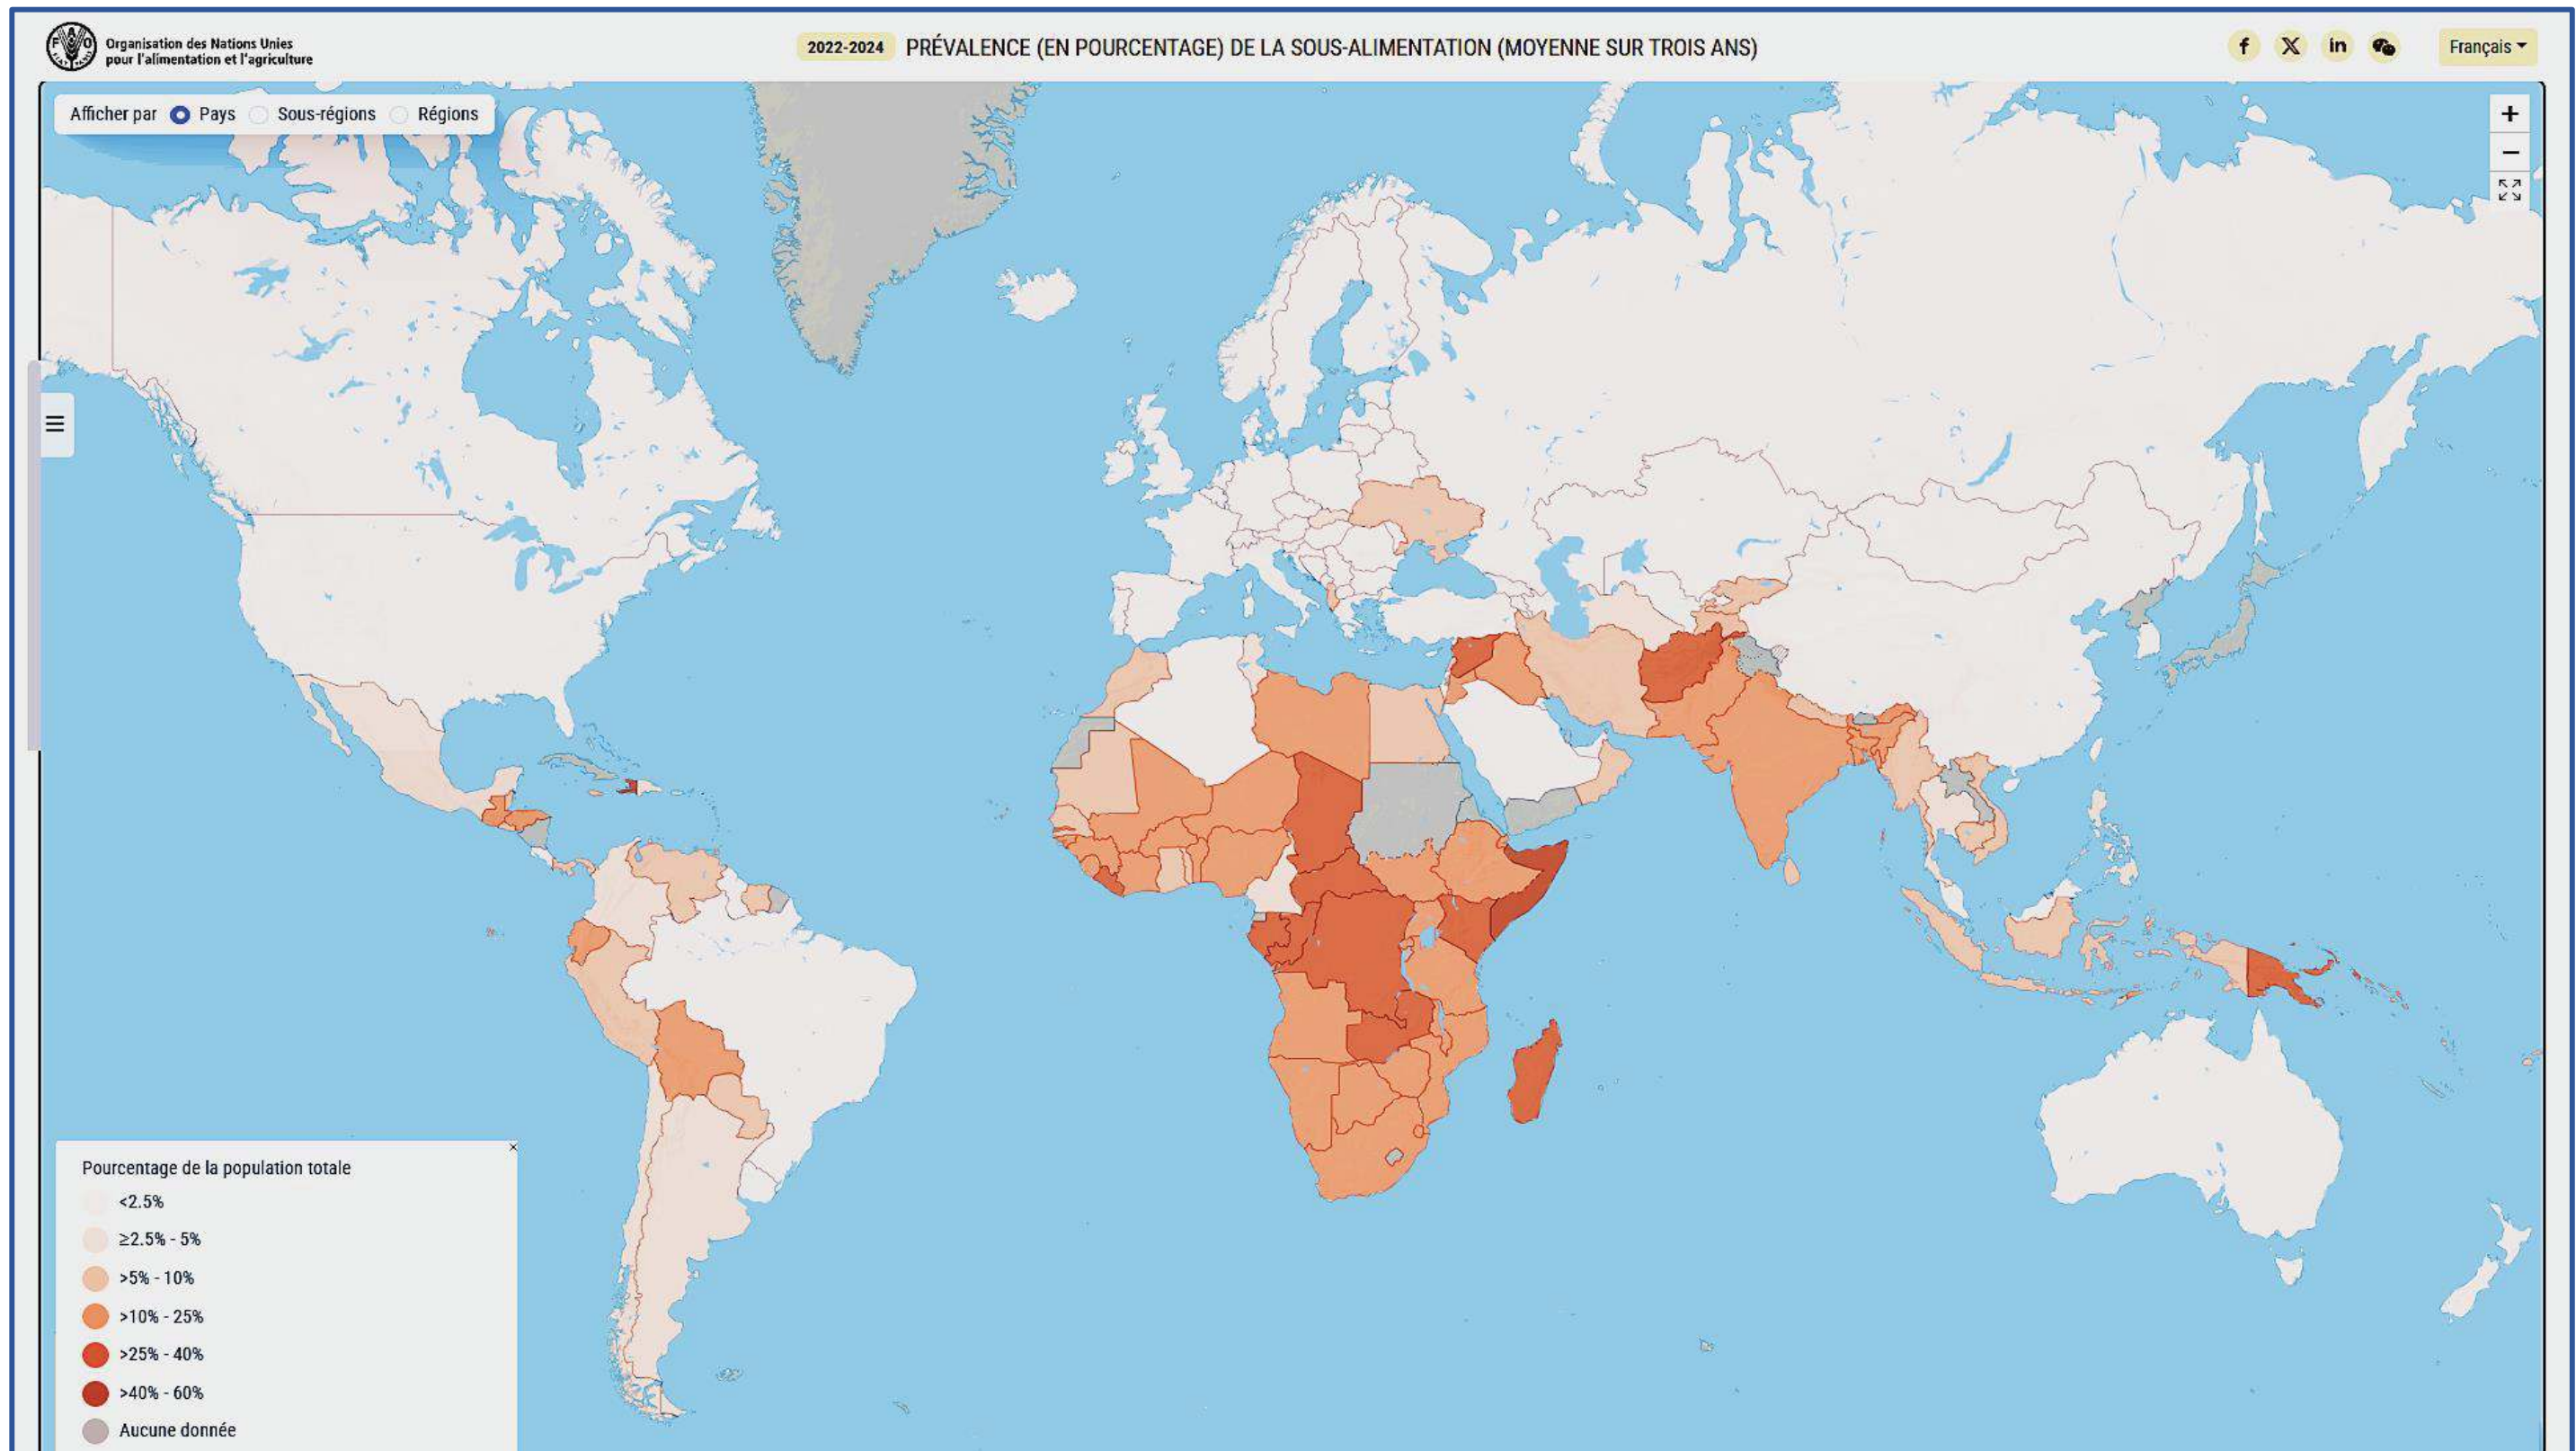 Organisation des Nations Unies
pour l'alimentation et l'agriculture
2022-2024 PRÉVALENCE (EN POURCENTAGE) DE LA SOUS-ALIMENTATION (MOYENNE SUR TROIS ANS)
Français
Afficher par Pays Sous-régions Régions
Pourcentage de la population totale
<2.5%
≥2.5% - 5%
>5% - 10%
>10% - 25%
>25% - 40%
>40% - 60%
Aucune donnée